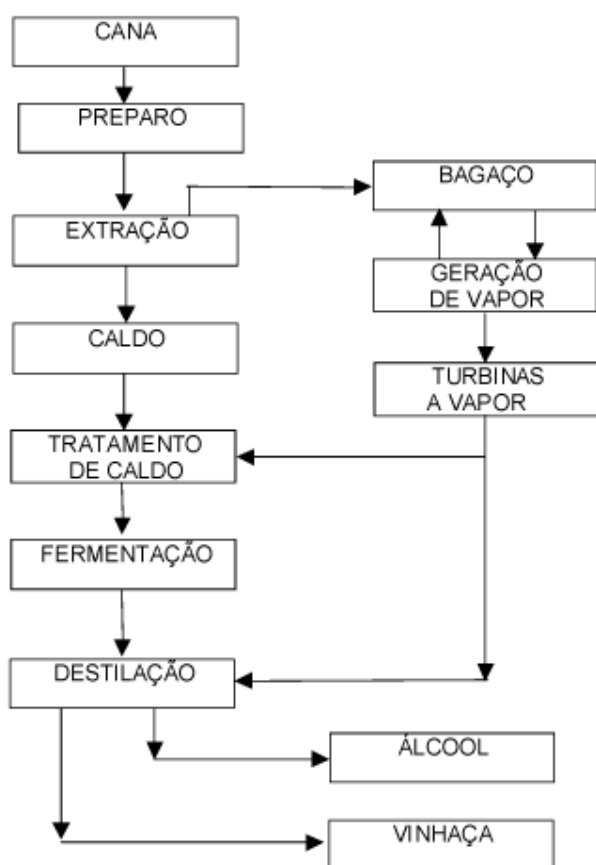 CANA
PREPARO
EXTRAÇÃO
CALDO
TRATAMENTO
DE CALDO
FERMENTAÇÃO
DESTILAÇÃO
BAGAÇO
GERAÇÃO
DE VAPOR
TURBINAS
A VAPOR
ÁLCOOL
VINHAÇA